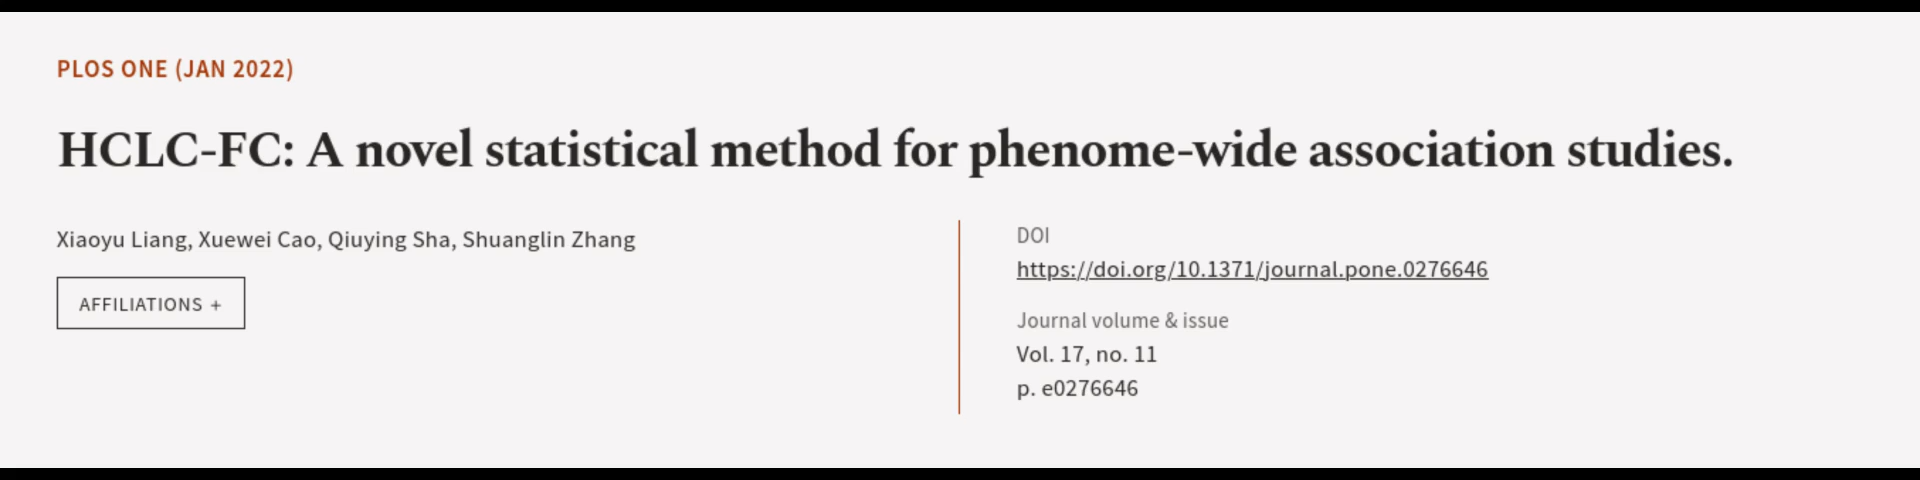 PLOS ONE (JAN 2022)
HCLC-FC: A novel statistical method for phenome-wide association studies.
Xiaoyu Liang, Xuewei Cao, Qiuying Sha, Shuanglin Zhang
AFFILIATIONS +
DOI
https://doi.org/10.1371/journal.pone.0276646
Journal volume & issue
Vol. 17, no. 11
p. e0276646